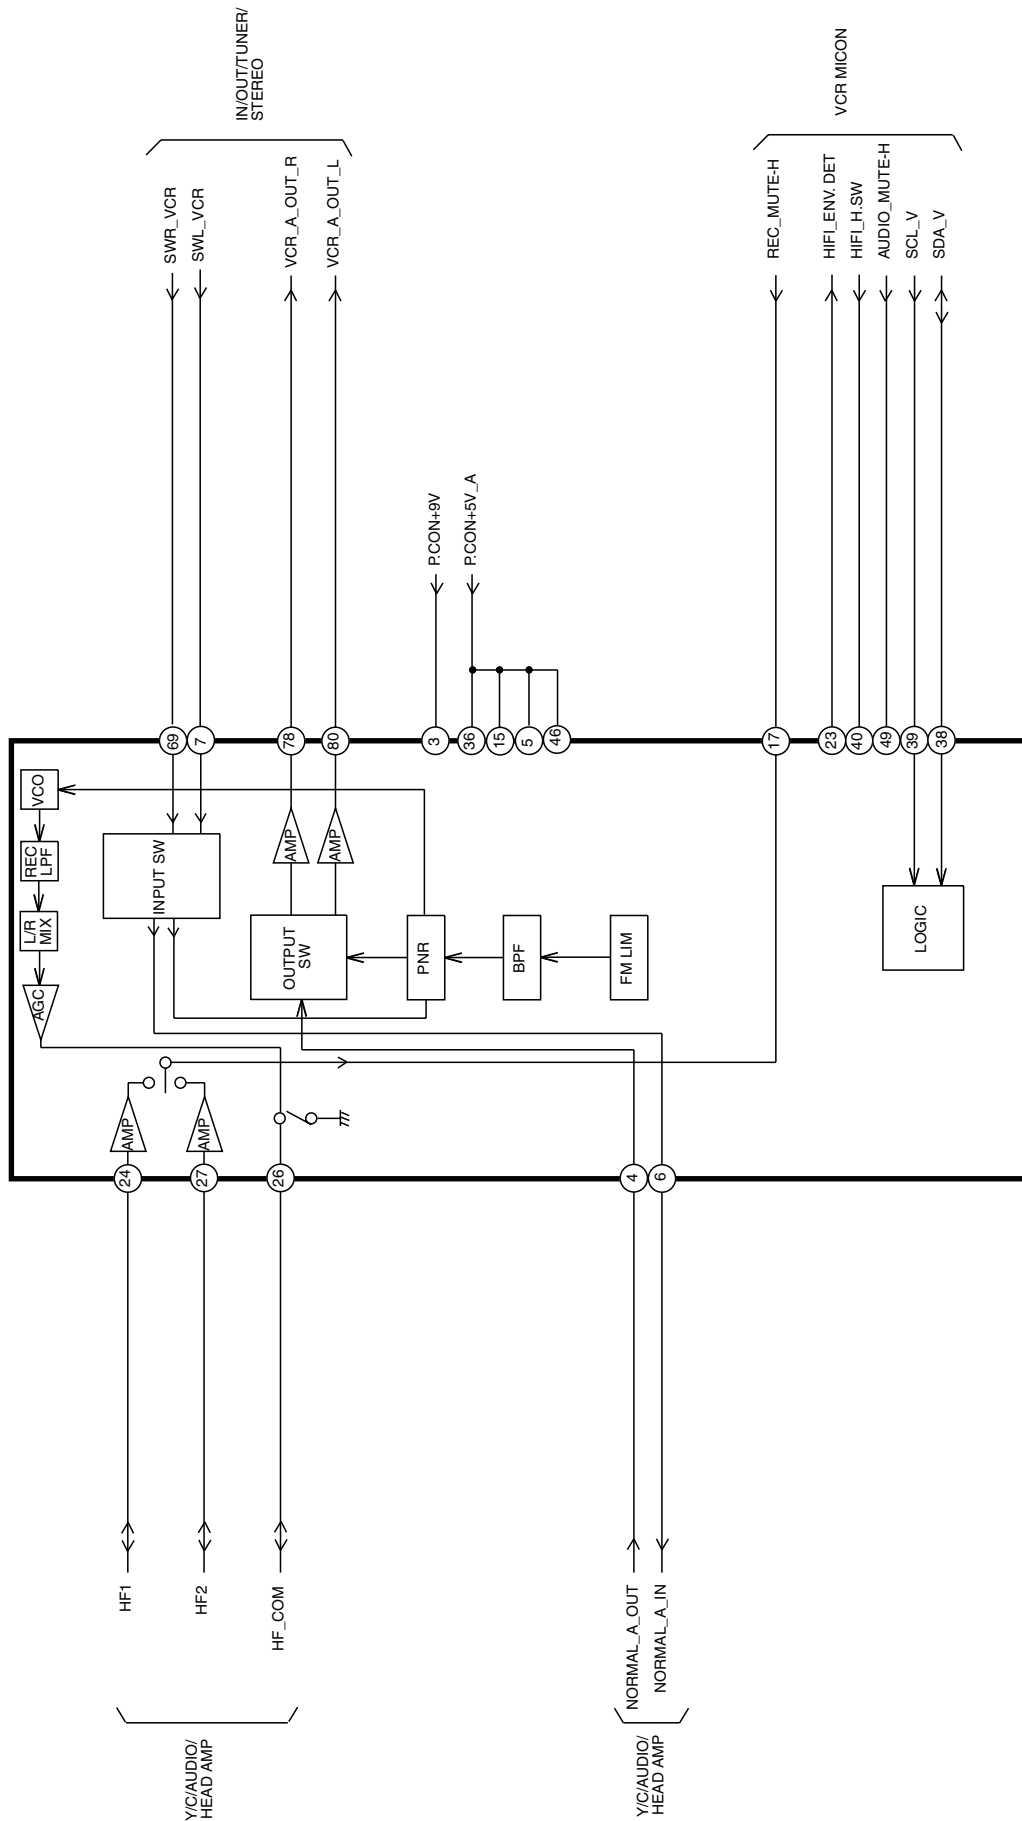 IN/OUT/TUNER/
STEREO
SWR_VCR
SWL_VCR
VCR_A_OUT_R
VCR_A_OUT_L
P.CON+9V
P.CON+5V_A
VCR MICON
REC_MUTE-H
HIFI_ENV. DET
HIFI_H.SW
AUDIO_MUTE-H
SCL_V
SDA_V
69
7
78
80
3
36
15
5
46
17
23
40
49
39
38
VCO
REC
LPF
L/R
MIX
AGC
INPUT SW
AMP
AMP
OUTPUT
SW
PNR
BPF
FM LIM
LOGIC
AMP
AMP
24
27
26
4
6
HF1
HF2
HF_COM
NORMAL_A_OUT
NORMAL_A_IN
Y/C/AUDIO/
HEAD AMP
Y/C/AUDIO/
HEAD AMP